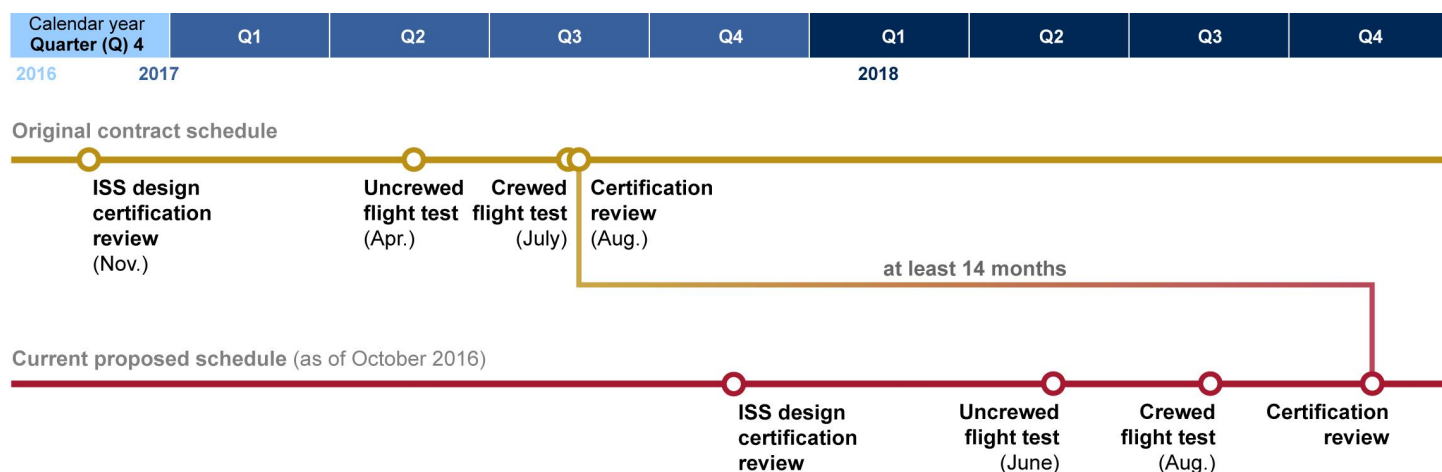 Calendar year
Quarter (Q) 4
Q1
Q2
Q3
Q4
Q1
Q2
Q3
Q4
2016
2017
2018
Original contract schedule
ISS design
certification
review
(Nov.)
Uncrewed
flight test
(Apr.)
Crewed
flight test
(July)
Certification
review
(Aug.)
at least 14 months
Current proposed schedule (as of October 2016)
ISS design
certification
review
Uncrewed
flight test
(June)
Crewed
flight test
(Aug.)
Certification
review